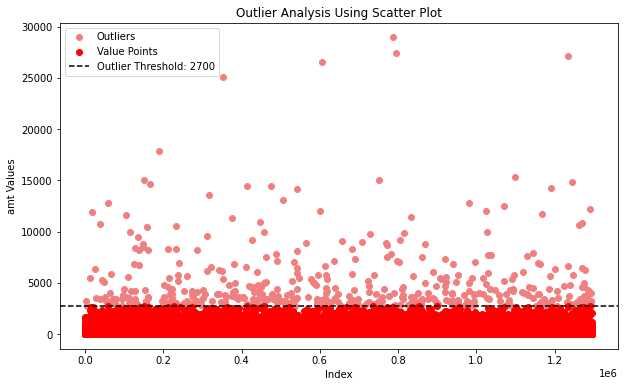 Outlier Analysis Using Scatter Plot
30000
25000
20000
15000
10000
5000
0
amt Values
Outliers
Value Points
Outlier Threshold: 2700
0.0 0.2 0.4 0.6 0.8 1.0 1.2
1e6
Index